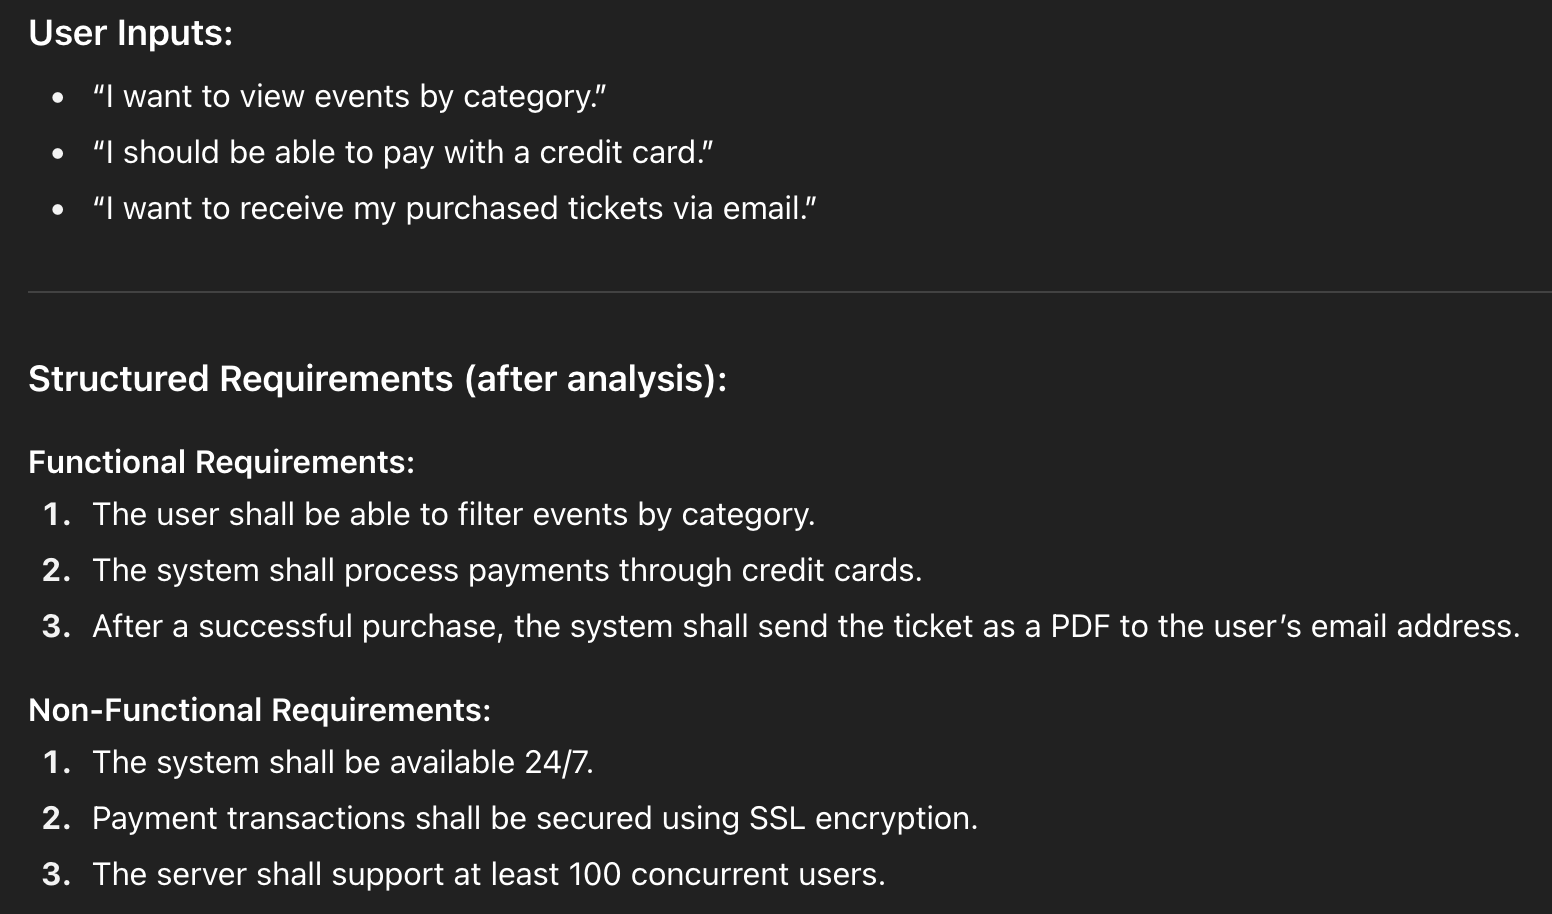 User Inputs:
• “I want to view events by category.”
• “I should be able to pay with a credit card.”
• “I want to receive my purchased tickets via email.”
Structured Requirements (after analysis):
Functional Requirements:
1. The user shall be able to filter events by category.
2. The system shall process payments through credit cards.
3. After a successful purchase, the system shall send the ticket as a PDF to the user’s email address.
Non-Functional Requirements:
1. The system shall be available 24/7.
2. Payment transactions shall be secured using SSL encryption.
3. The server shall support at least 100 concurrent users.